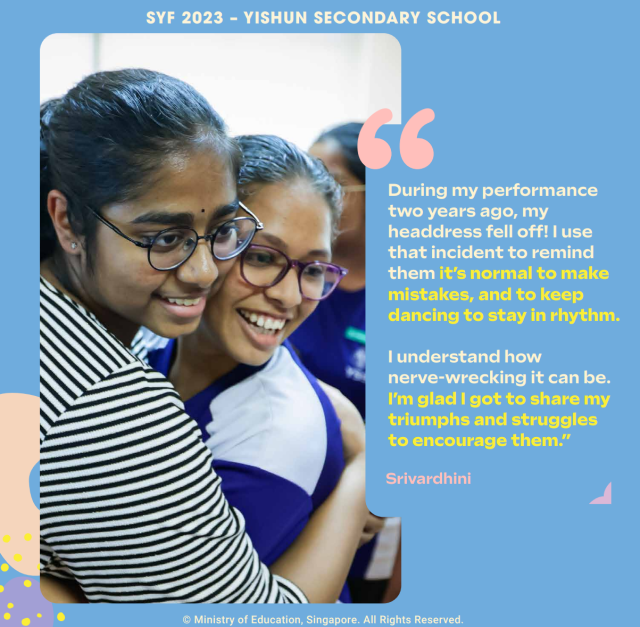 SYF 2023 – YISHUN SECONDARY SCHOOL
“
During my performance
two years ago, my
headdress fell off! I use
that incident to remind
them it’s normal to make
mistakes, and to keep
dancing to stay in rhythm.
I understand how
nerve-wrecking it can be.
I’m glad I got to share my
triumphs and struggles
to encourage them.”
Srivardhini
© Ministry of Education, Singapore. All Rights Reserved.